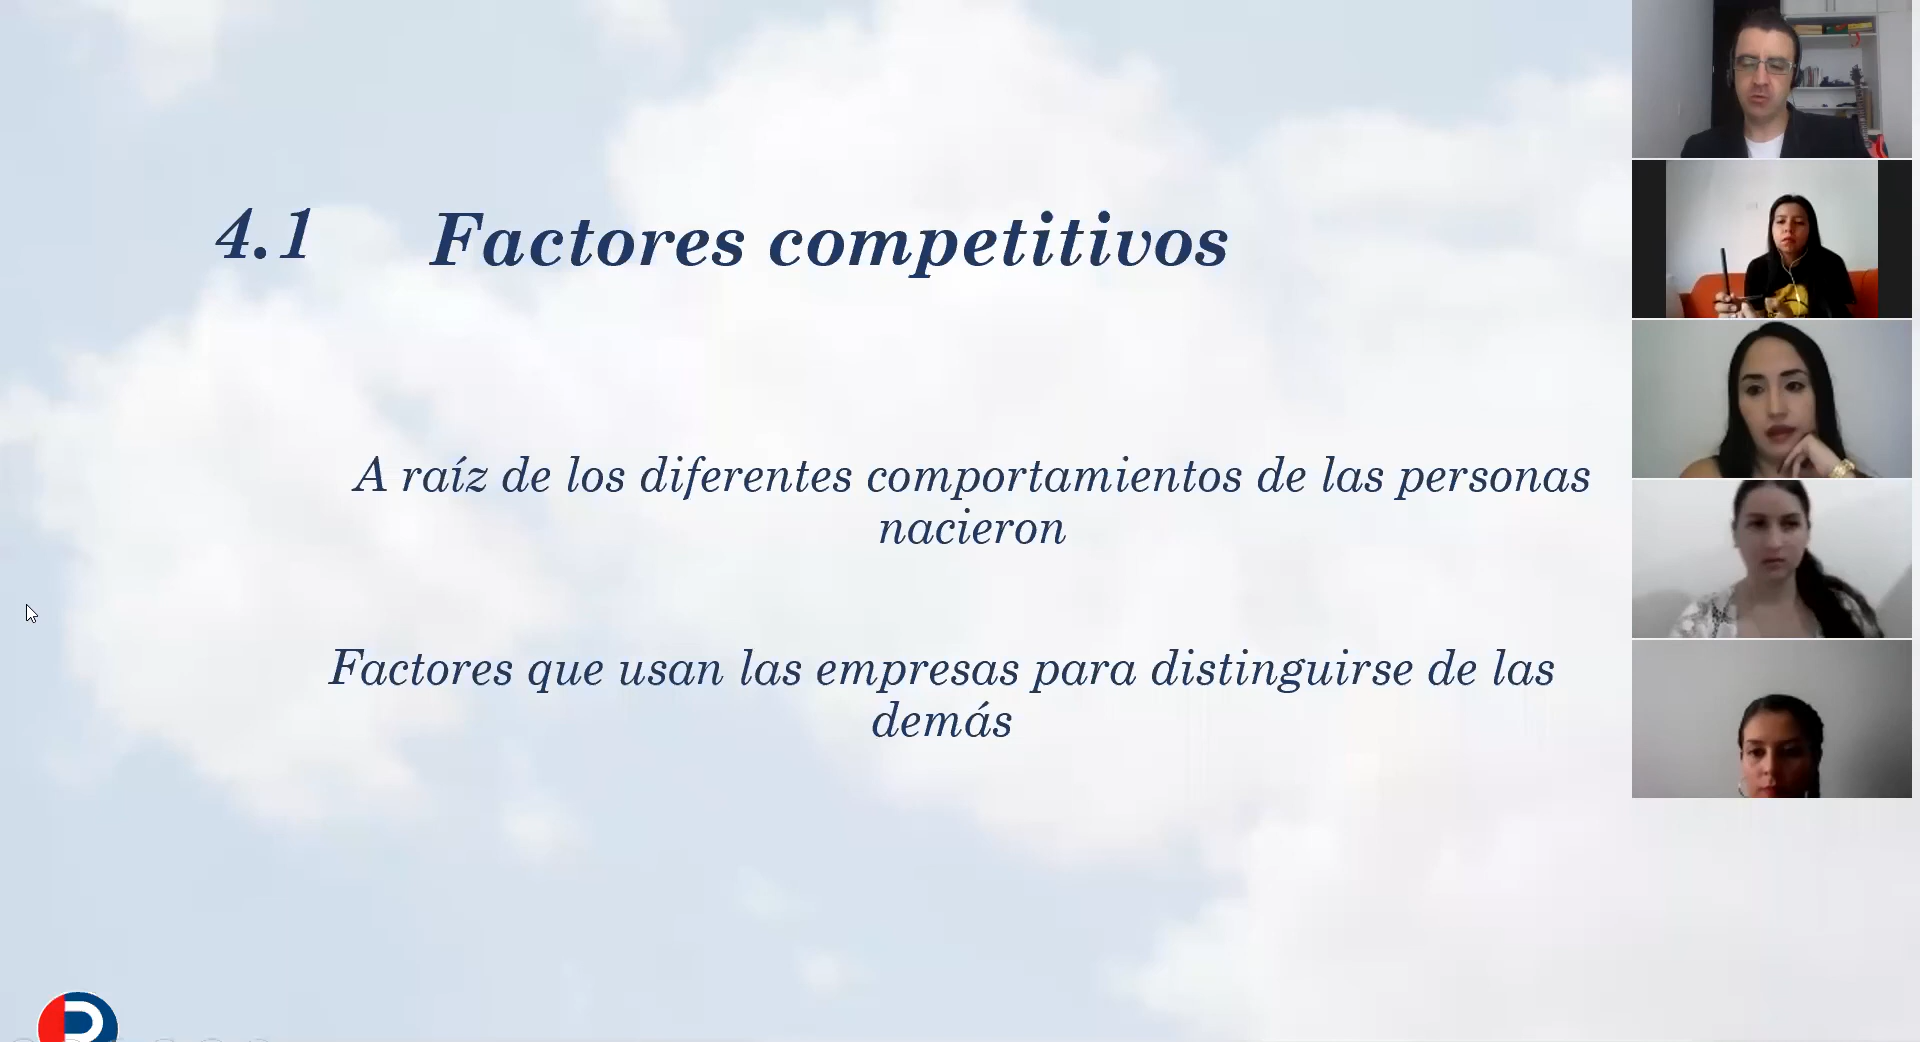 4.1 Factores competitivos
A raíz de los diferentes comportamientos de las personas
nacieron
Factores que usan las empresas para distinguirse de las
demás